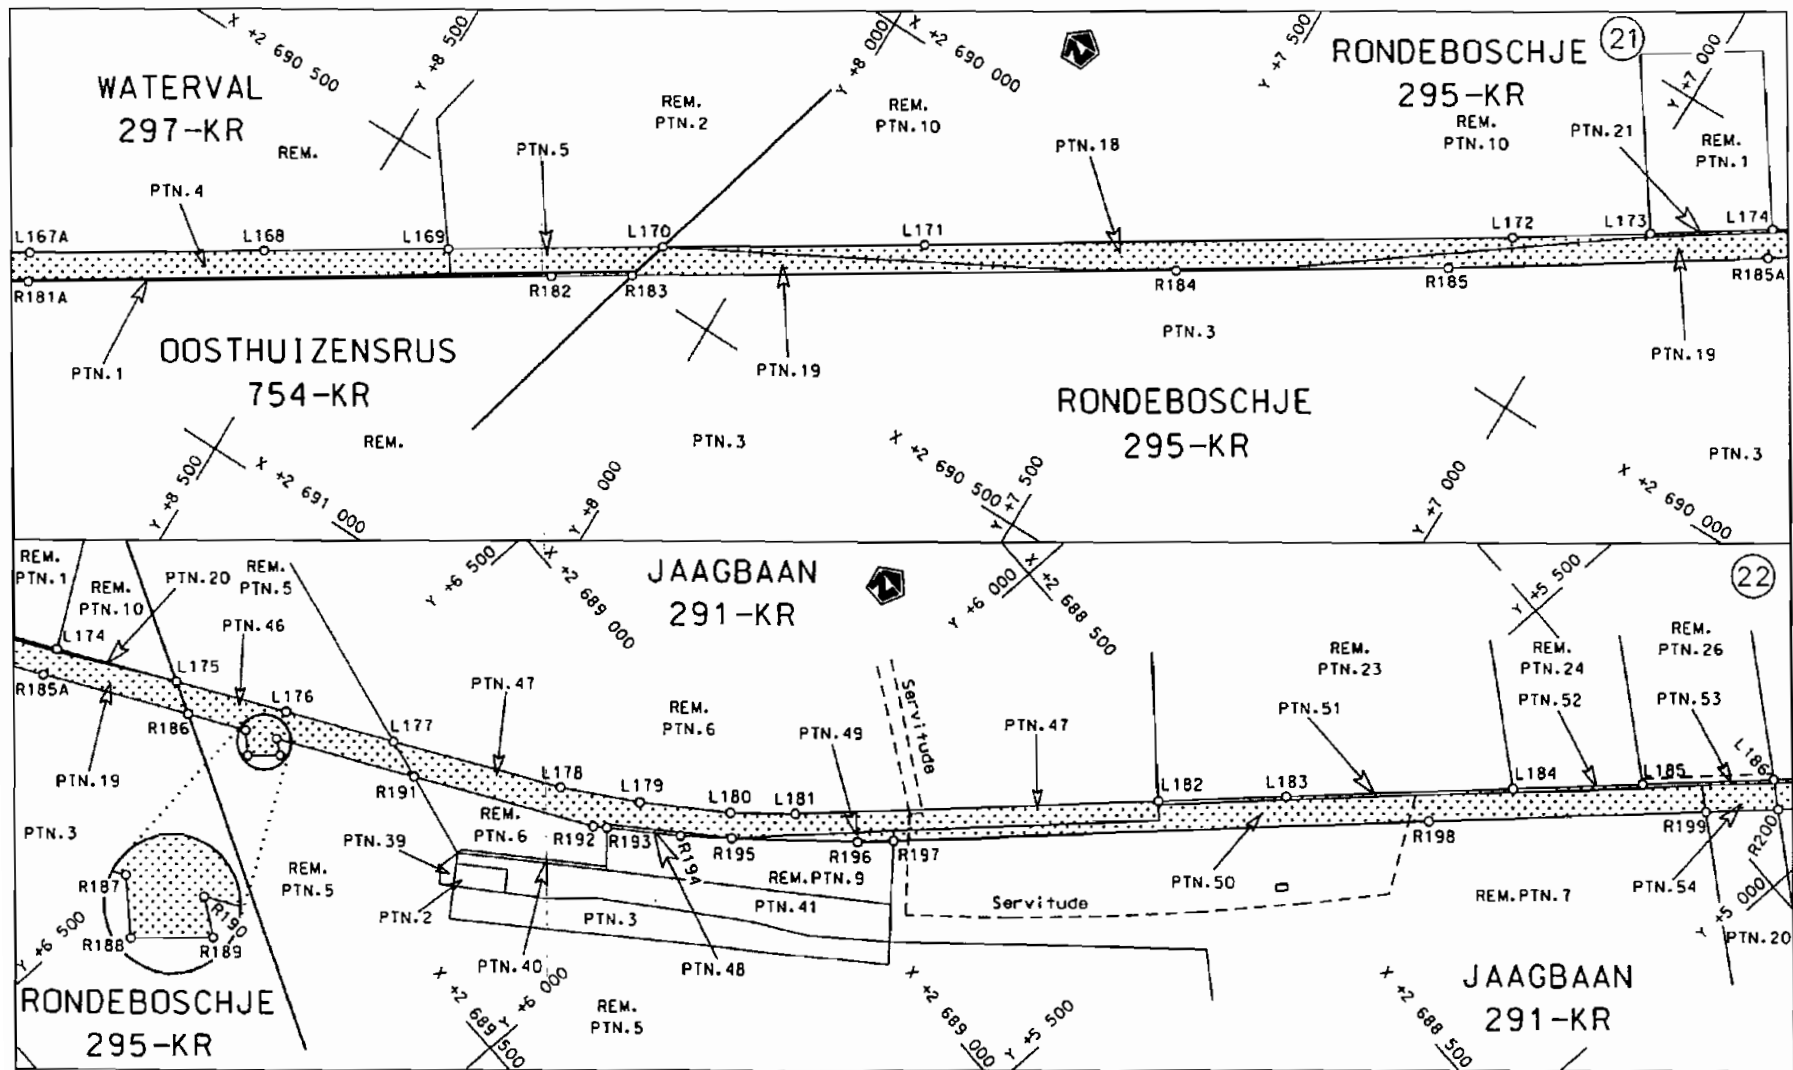 X +2 690 500
Y +8 500
Y +8 000
X +2 690 000
Y +7 500
RONDEBOSCHJE
295-KR
21
Y +7 000
WATERVAL
297-KR
REM.
REM.
PTN.2
REM.
PTN.10
REM.
PTN.10
PTN.21
REM.
PTN.1
PTN.4
PTN.5
PTN.18
L167A
L168
L169
L170
L171
L172
L173
L174
R181A
R182
R183
R184
R185
R185A
PTN.1
OOSTHUIZENSRUS
754-KR
REM.
PTN.19
PTN.3
PTN.19
PTN.3
RONDEBOSCHJE
295-KR
PTN.3
Y +8 500
X +2 691 000
Y +8 000
X +2 690 500
Y +7 500
Y +7 000
X +2 690 000
REM.
PTN.1
REM.
PTN.10
PTN.20
REM.
PTN.5
Y +6 500
X +2 689 000
JAAGBAAN
291-KR
Y +6 000
X +2 688 500
Y +5 500
22
L174
PTN.46
L175
L176
L177
PTN.47
REM.
PTN.6
Servitude
PTN.49
PTN.47
REM.
PTN.23
PTN.51
REM.
PTN.24
PTN.52
REM.
PTN.26
PTN.53
L178
L179
L180
L181
L182
L183
L184
L185
L186
R185A
R186
PTN.19
R191
REM.
PTN.6
R192
R193
R194
R195
R196
R197
R198
R199
R200
PTN.3
PTN.39
REM.PTN.9
PTN.50
REM.PTN.7
PTN.54
R187
R188
R189
R190
REM.
PTN.5
PTN.2
PTN.3
PTN.41
Servitude
PTN.40
PTN.48
Y +5 000
PTN.20
Y +6 500
RONDEBOSCHJE
295-KR
X +2 689 500
Y +6 000
REM.
PTN.5
X +2 689 000
Y +5 500
X +2 688 500
JAAGBAAN
291-KR